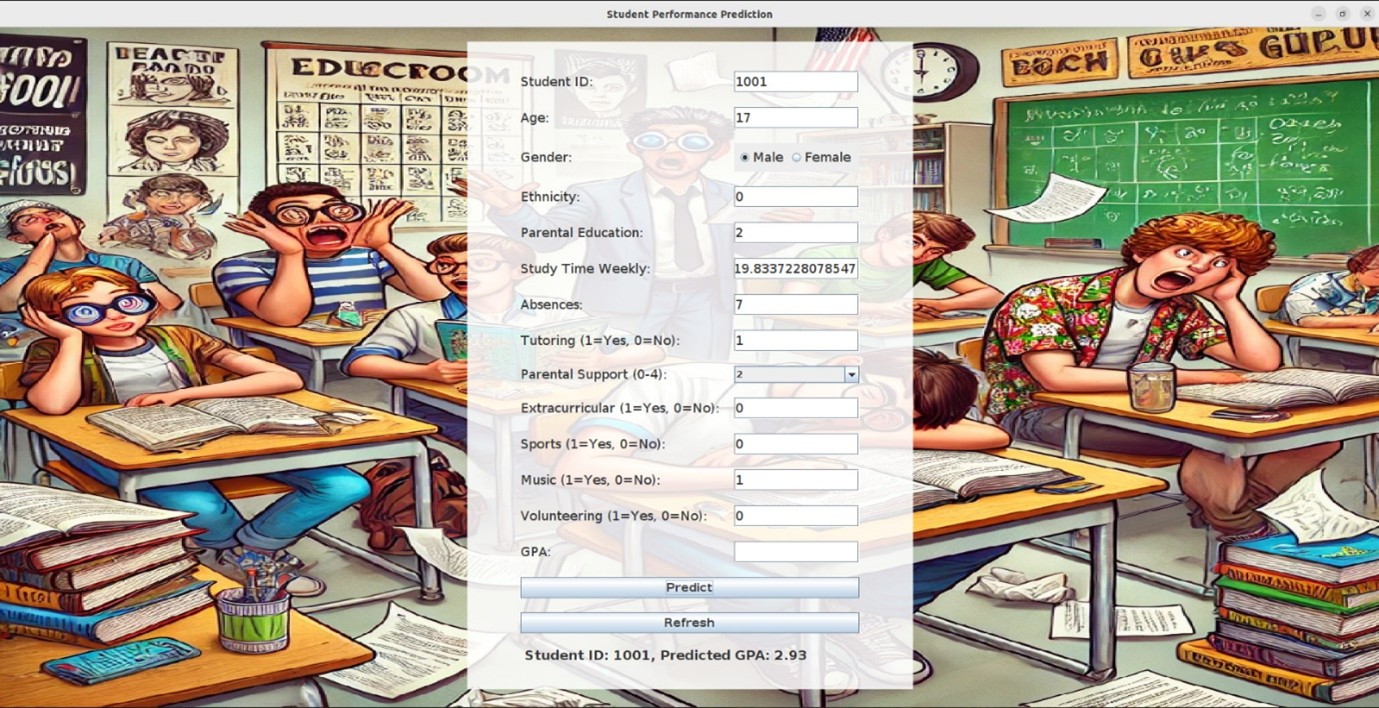 Student Performance Prediction
EDLECROOM
Student ID: 1001
Age: 17
Gender: Male Female
Ethnicity: 0
Parental Education: 2
Study Time Weekly: 19.8337228078547
Absences: 7
Tutoring (1=Yes, 0=No): 1
Parental Support (0-4): 2
Extracurricular (1=Yes, 0=No): 0
Sports (1=Yes, 0=No): 0
Music (1=Yes, 0=No): 1
Volunteering (1=Yes, 0=No): 0
GPA:
Predict
Refresh
Student ID: 1001, Predicted GPA: 2.93